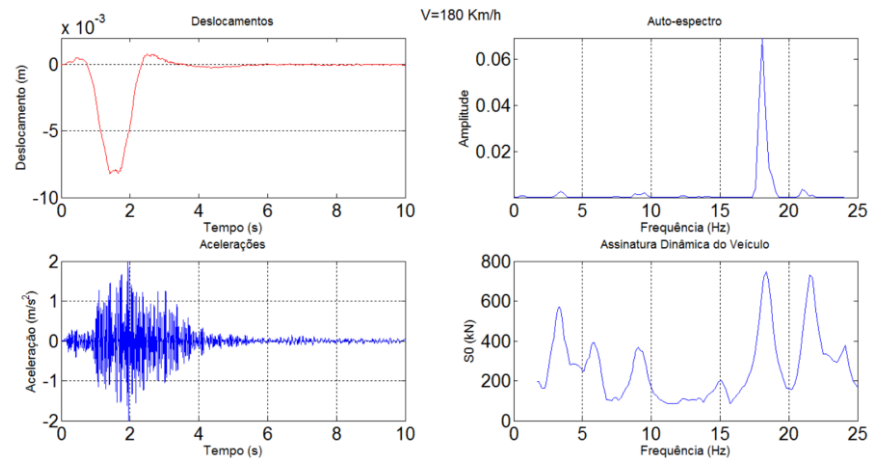 V=180 Km/h
Deslocamentos
x 10-3
Deslocamento (m)
0
-5
-10
0 2 4 6 8 10
Tempo (s)
Auto-espectro
Amplitude
0.06
0.04
0.02
0 5 10 15 20 25
Frequência (Hz)
Acelerações
Aceleração (m/s2)
2
1
0
-1
-2
0 2 4 6 8 10
Tempo (s)
Assinatura Dinâmica do Veículo
S0 (kN)
800
600
400
200
0
0 5 10 15 20 25
Frequência (Hz)